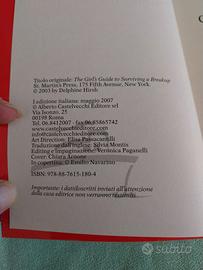 Titolo originale: The Girl's Guide to Surviving a Breakup
St. Martin's Press, 175 Fifth Avenue, New York
© 2003 by Delphine Hirsh
I edizione italiana: maggio 2007
© Alberto Castelvecchi Editore srl
Via Isonzo, 25
00198 Roma
Tel. 06.8412007 - fax 06.85865742
www.castelvecchieditore.com
info@castelvecchieditore.com
Art Direction: Elisa Passacantilli
Traduzione dall'inglese: Silvia Montis
Editing e impaginazione: Veronica Paganelli
Cover: Chiara Arnone
In copertina: © Emilio Navarino
ISBN: 978-88-7615-180-4
Importante: i dattiloscritti inviati all'attenzione
della casa editrice non verranno restituiti.
subito